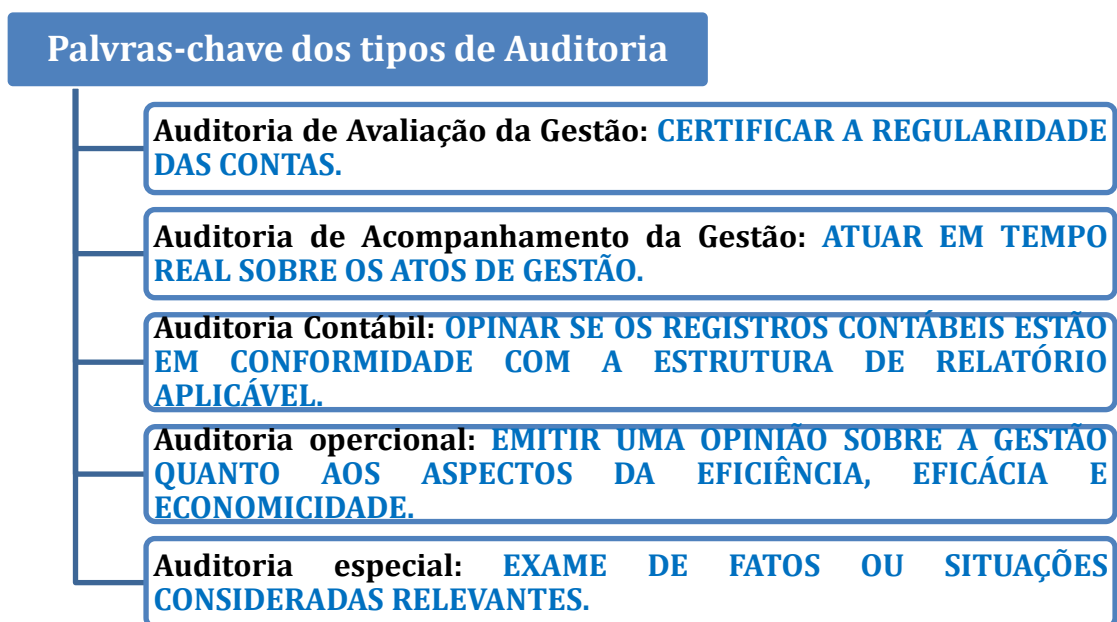 Palvras-chave dos tipos de Auditoria
Auditoria de Avaliação da Gestão: CERTIFICAR A REGULARIDADE
DAS CONTAS.
Auditoria de Acompanhamento da Gestão: ATUAR EM TEMPO
REAL SOBRE OS ATOS DE GESTÃO.
Auditoria Contábil: OPINAR SE OS REGISTROS CONTÁBEIS ESTÃO
EM CONFORMIDADE COM A ESTRUTURA DE RELATÓRIO
APLICÁVEL.
Auditoria opercional: EMITIR UMA OPINIÃO SOBRE A GESTÃO
QUANTO AOS ASPECTOS DA EFICIÊNCIA, EFICÁCIA E
ECONOMICIDADE.
Auditoria especial: EXAME DE FATOS OU SITUAÇÕES
CONSIDERADAS RELEVANTES.